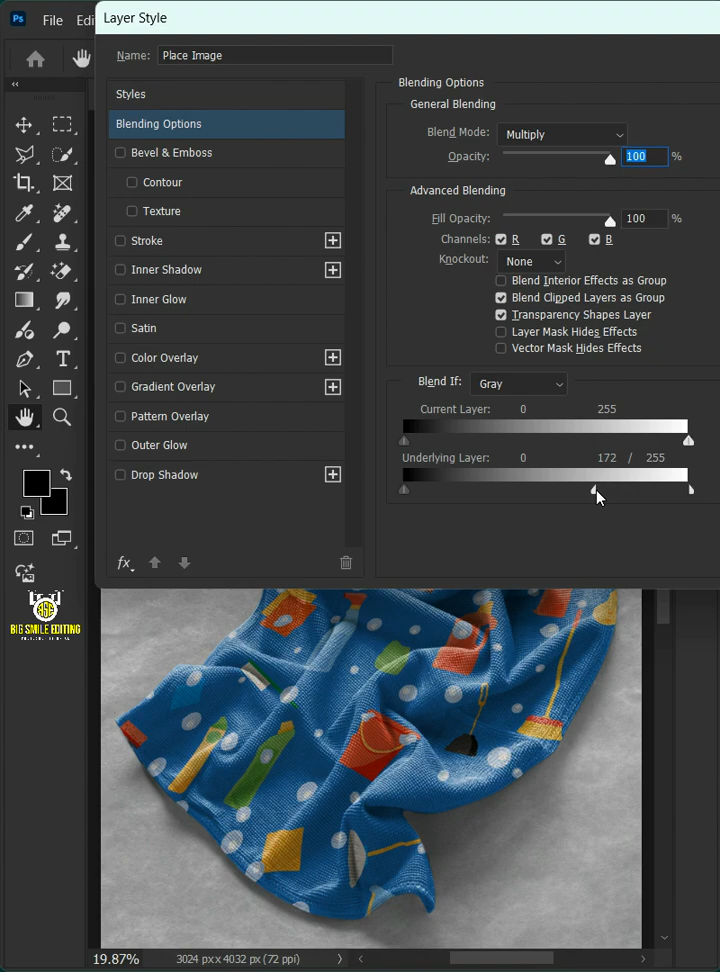 Ps File Edi
Layer Style
Name: Place Image
Styles
Blending Options
Bevel & Emboss
Contour
Texture
Stroke
Inner Shadow
Inner Glow
Satin
Color Overlay
Gradient Overlay
Pattern Overlay
Outer Glow
Drop Shadow
fx
Blending Options
General Blending
Blend Mode: Multiply
Opacity: 100 %
Advanced Blending
Fill Opacity: 100 %
Channels: R G B
Knockout: None
Blend Interior Effects as Group
Blend Clipped Layers as Group
Transparency Shapes Layer
Layer Mask Hides Effects
Vector Mask Hides Effects
Blend If: Gray
Current Layer: 0 255
Underlying Layer: 0 172 / 255
BIG SMILE EDITING
19.87% 3024 px x 4032 px (72 ppi)